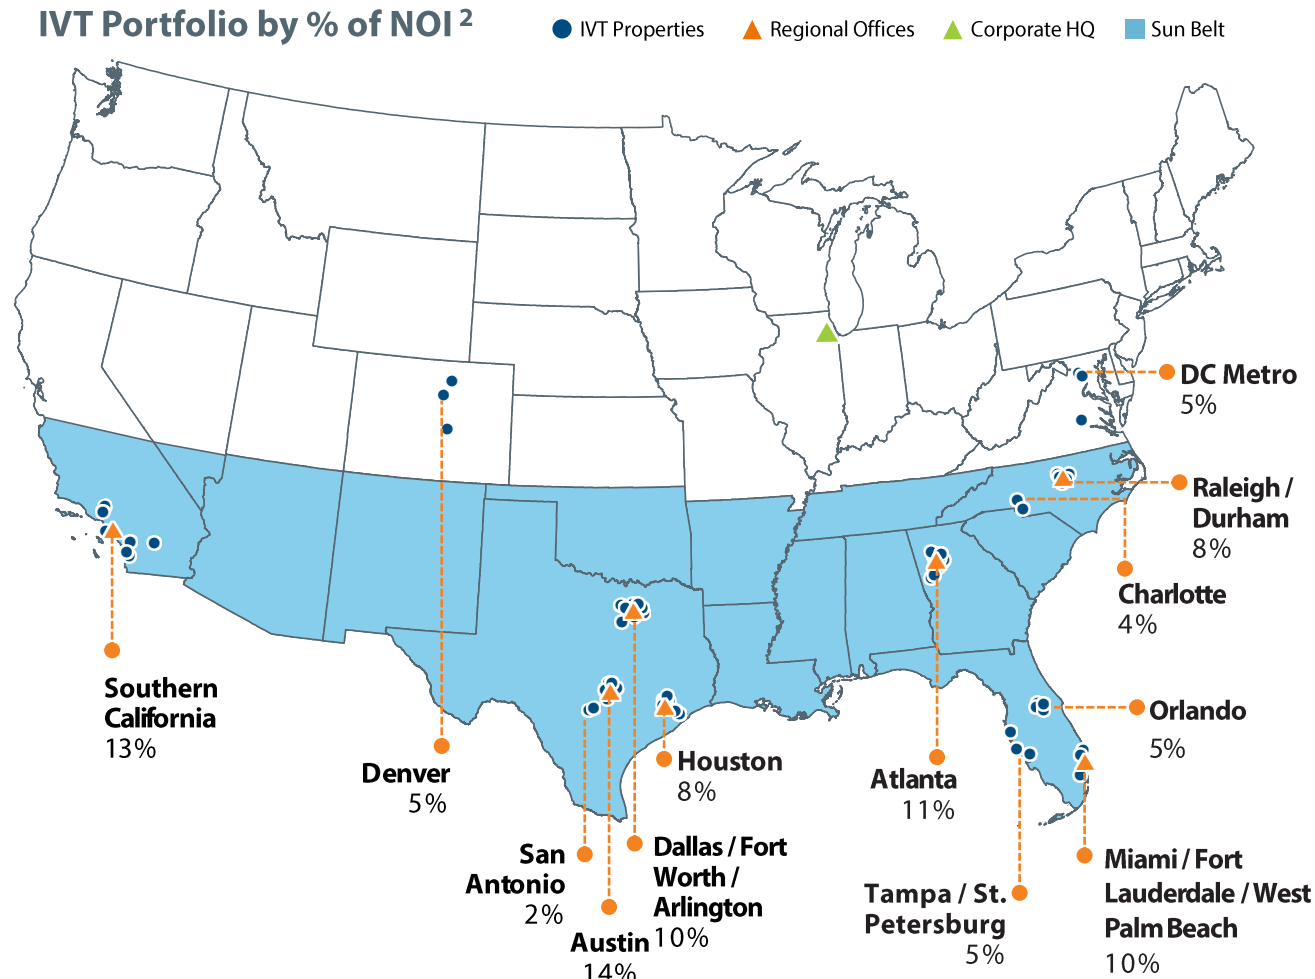 IVT Portfolio by % of NOI 2
IVT Properties
Regional Offices
Corporate HQ
Sun Belt
DC Metro
5%
Raleigh /
Durham
8%
Charlotte
4%
Southern
California
13%
Orlando
5%
Denver
5%
Houston
8%
Atlanta
11%
San
Antonio
2%
Dallas / Fort
Worth /
Arlington
10%
Austin
14%
Tampa / St.
Petersburg
5%
Miami / Fort
Lauderdale / West
Palm Beach
10%